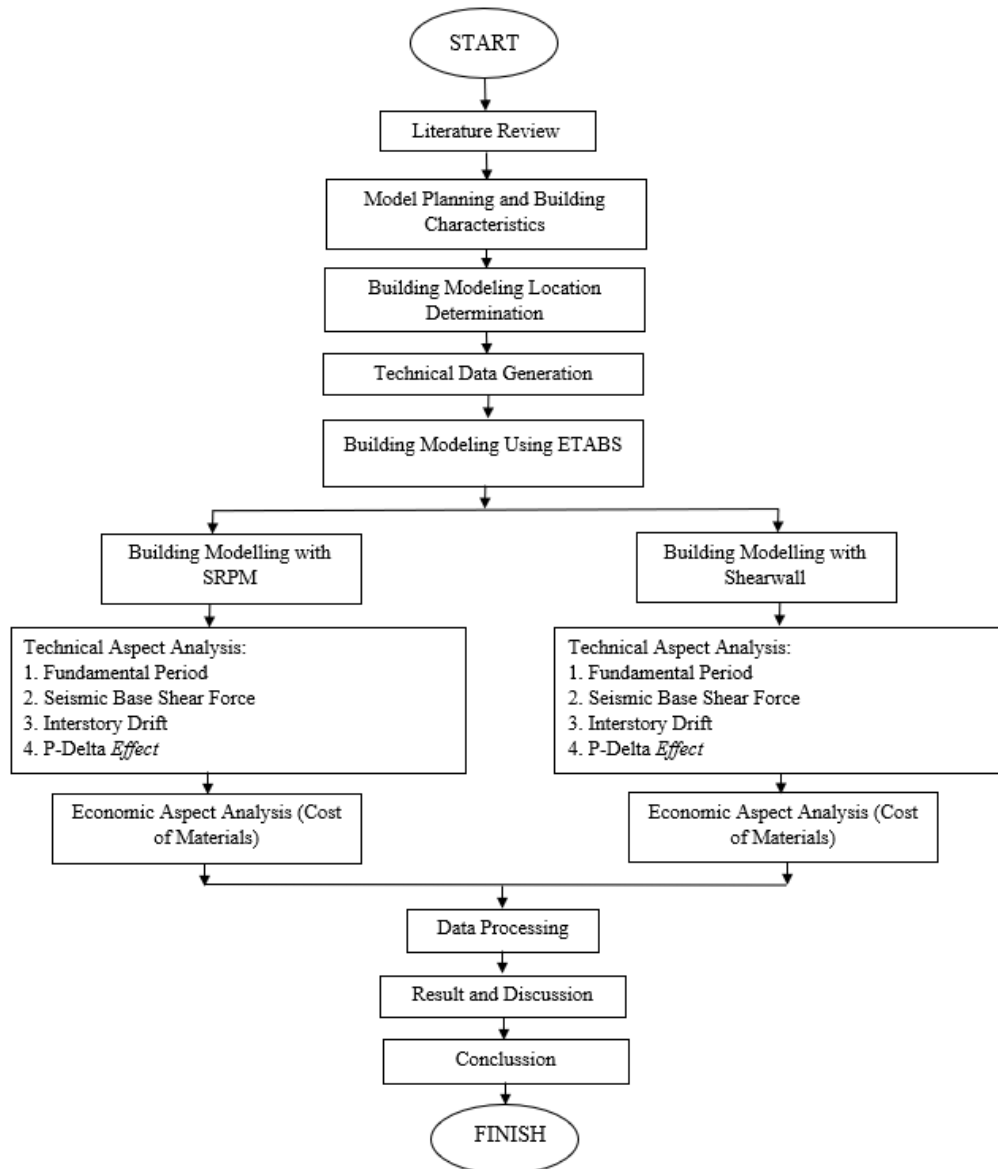 START
Literature Review
Model Planning and Building
Characteristics
Building Modeling Location
Determination
Technical Data Generation
Building Modeling Using ETABS
Building Modelling with
SRPM
Building Modelling with
Shearwall
Technical Aspect Analysis:
1. Fundamental Period
2. Seismic Base Shear Force
3. Interstory Drift
4. P-Delta Effect
Technical Aspect Analysis:
1. Fundamental Period
2. Seismic Base Shear Force
3. Interstory Drift
4. P-Delta Effect
Economic Aspect Analysis (Cost
of Materials)
Economic Aspect Analysis (Cost
of Materials)
Data Processing
Result and Discussion
Conclussion
FINISH